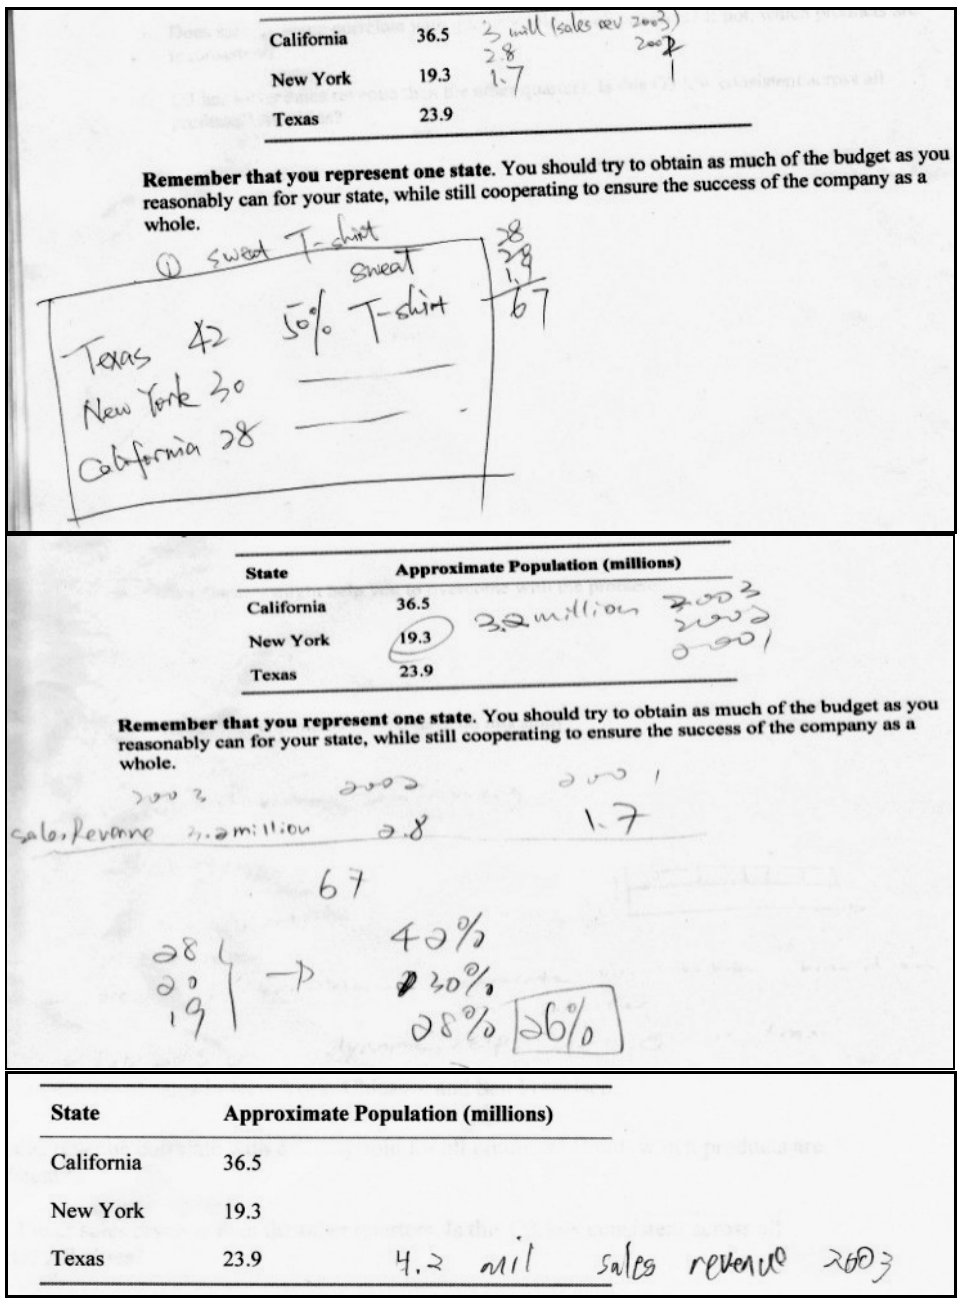 California 36.5 3 mill (sales rev 2003)
2.8 2002
New York 19.3 1.7 1
Texas 23.9
Remember that you represent one state. You should try to obtain as much of the budget as you
reasonably can for your state, while still cooperating to ensure the success of the company as a
whole.
① sweat T-shirt
28
sweat
19
Texas 42 50% T-shirt 67
New York 30
California 28
State Approximate Population (millions)
California 36.5 3.2 million 2003
2002
New York 19.3 2001
Texas 23.9
Remember that you represent one state. You should try to obtain as much of the budget as you
reasonably can for your state, while still cooperating to ensure the success of the company as a
whole.
2003 2002 2001
Sales Revenne 3.2 million 2.8 1.7
67
28 42%
20 → 30%
19 28% 26%
State Approximate Population (millions)
California 36.5
New York 19.3
Texas 23.9 4.2 mil sales revenue 2003